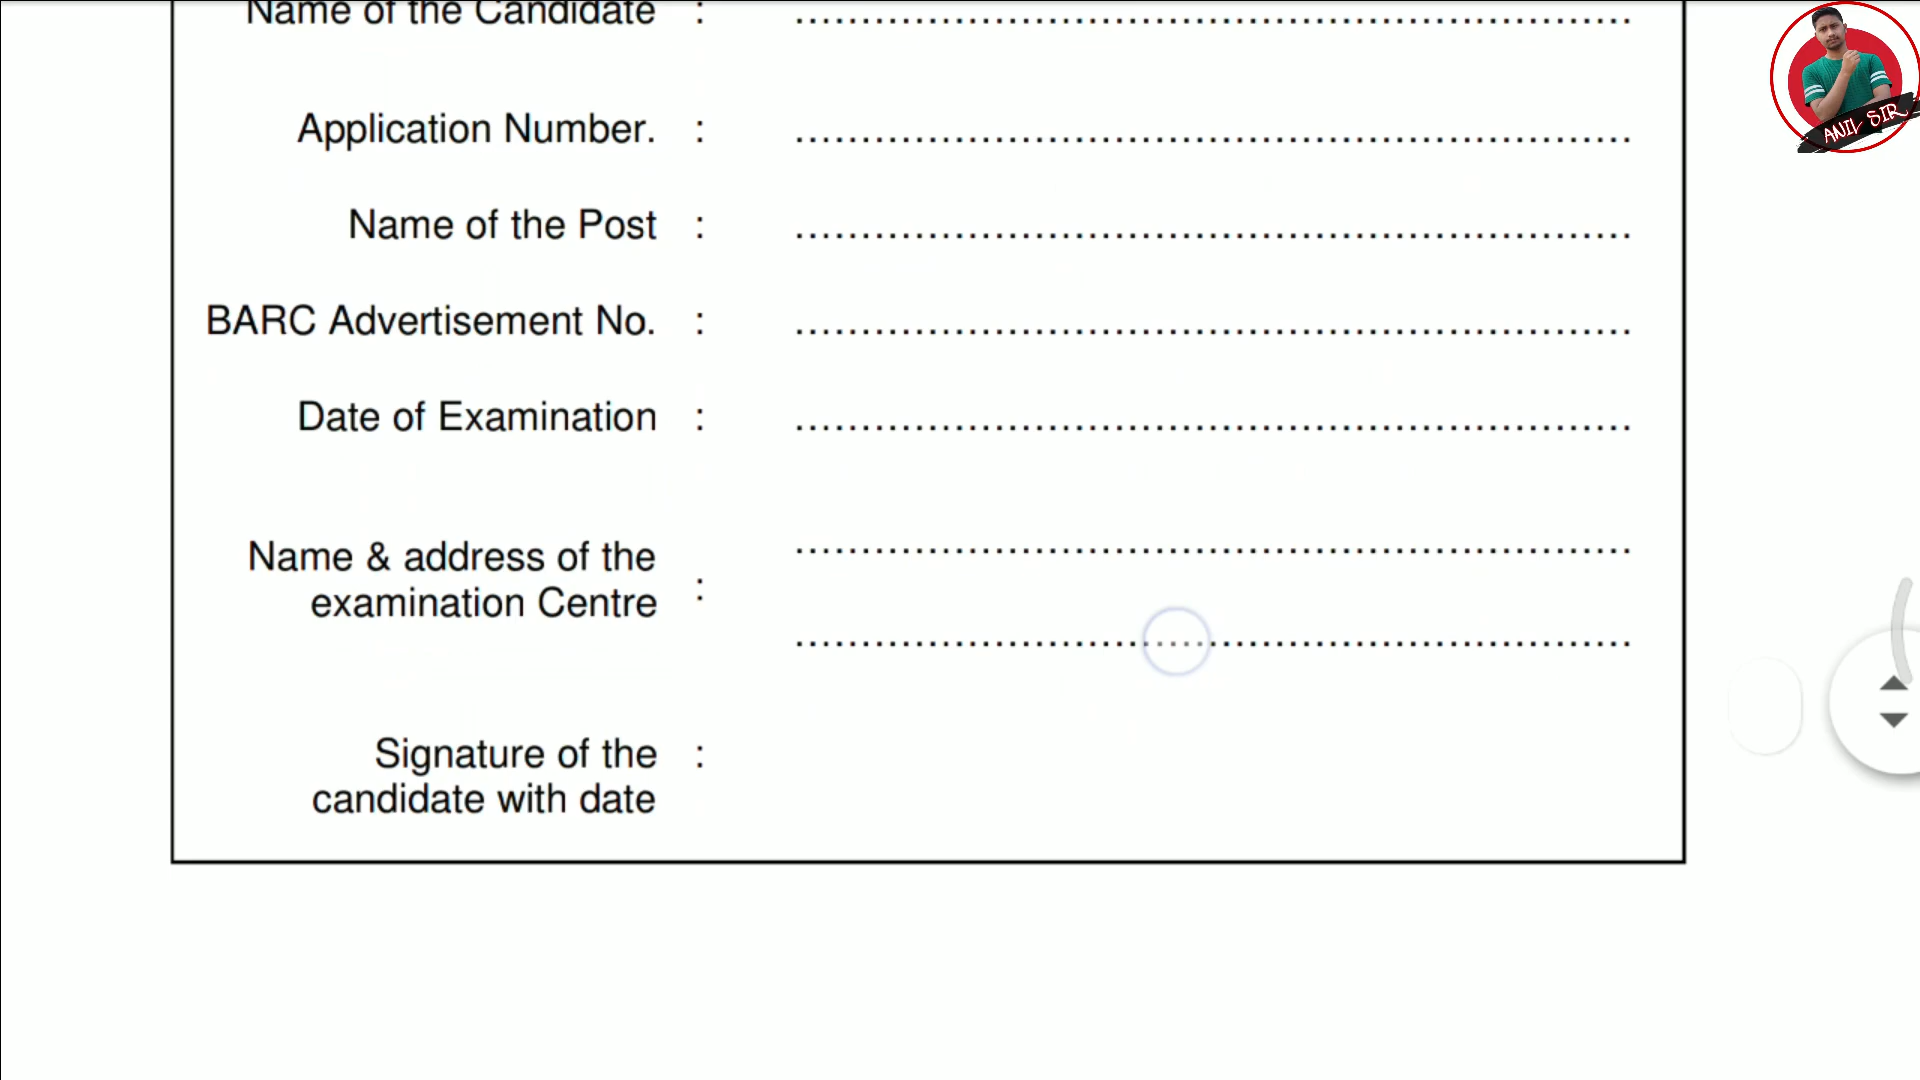 Name of the Candidate : ......................................................
Application Number. : ......................................................
Name of the Post : ......................................................
BARC Advertisement No. : ......................................................
Date of Examination : ......................................................
Name & address of the ......................................................
examination Centre :
......................................................
Signature of the :
candidate with date
ANIL SIR